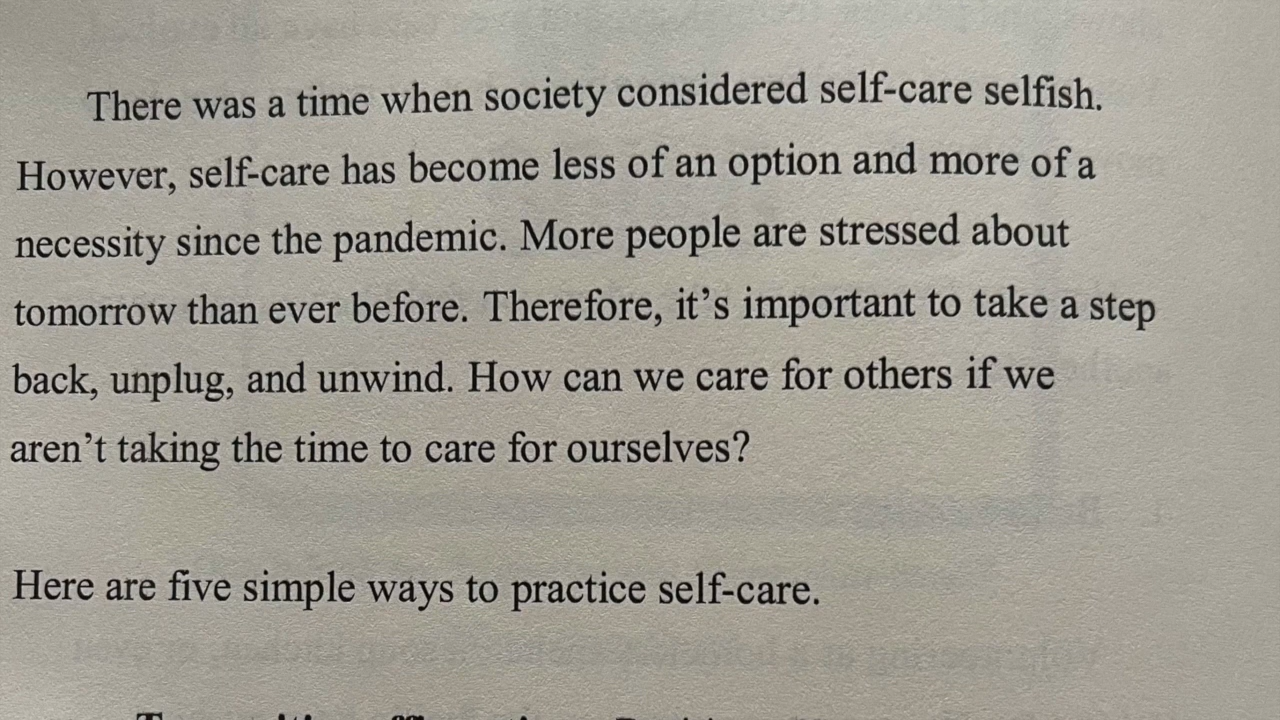 There was a time when society considered self-care selfish.
However, self-care has become less of an option and more of a
necessity since the pandemic. More people are stressed about
tomorrow than ever before. Therefore, it’s important to take a step
back, unplug, and unwind. How can we care for others if we
aren’t taking the time to care for ourselves?
Here are five simple ways to practice self-care.